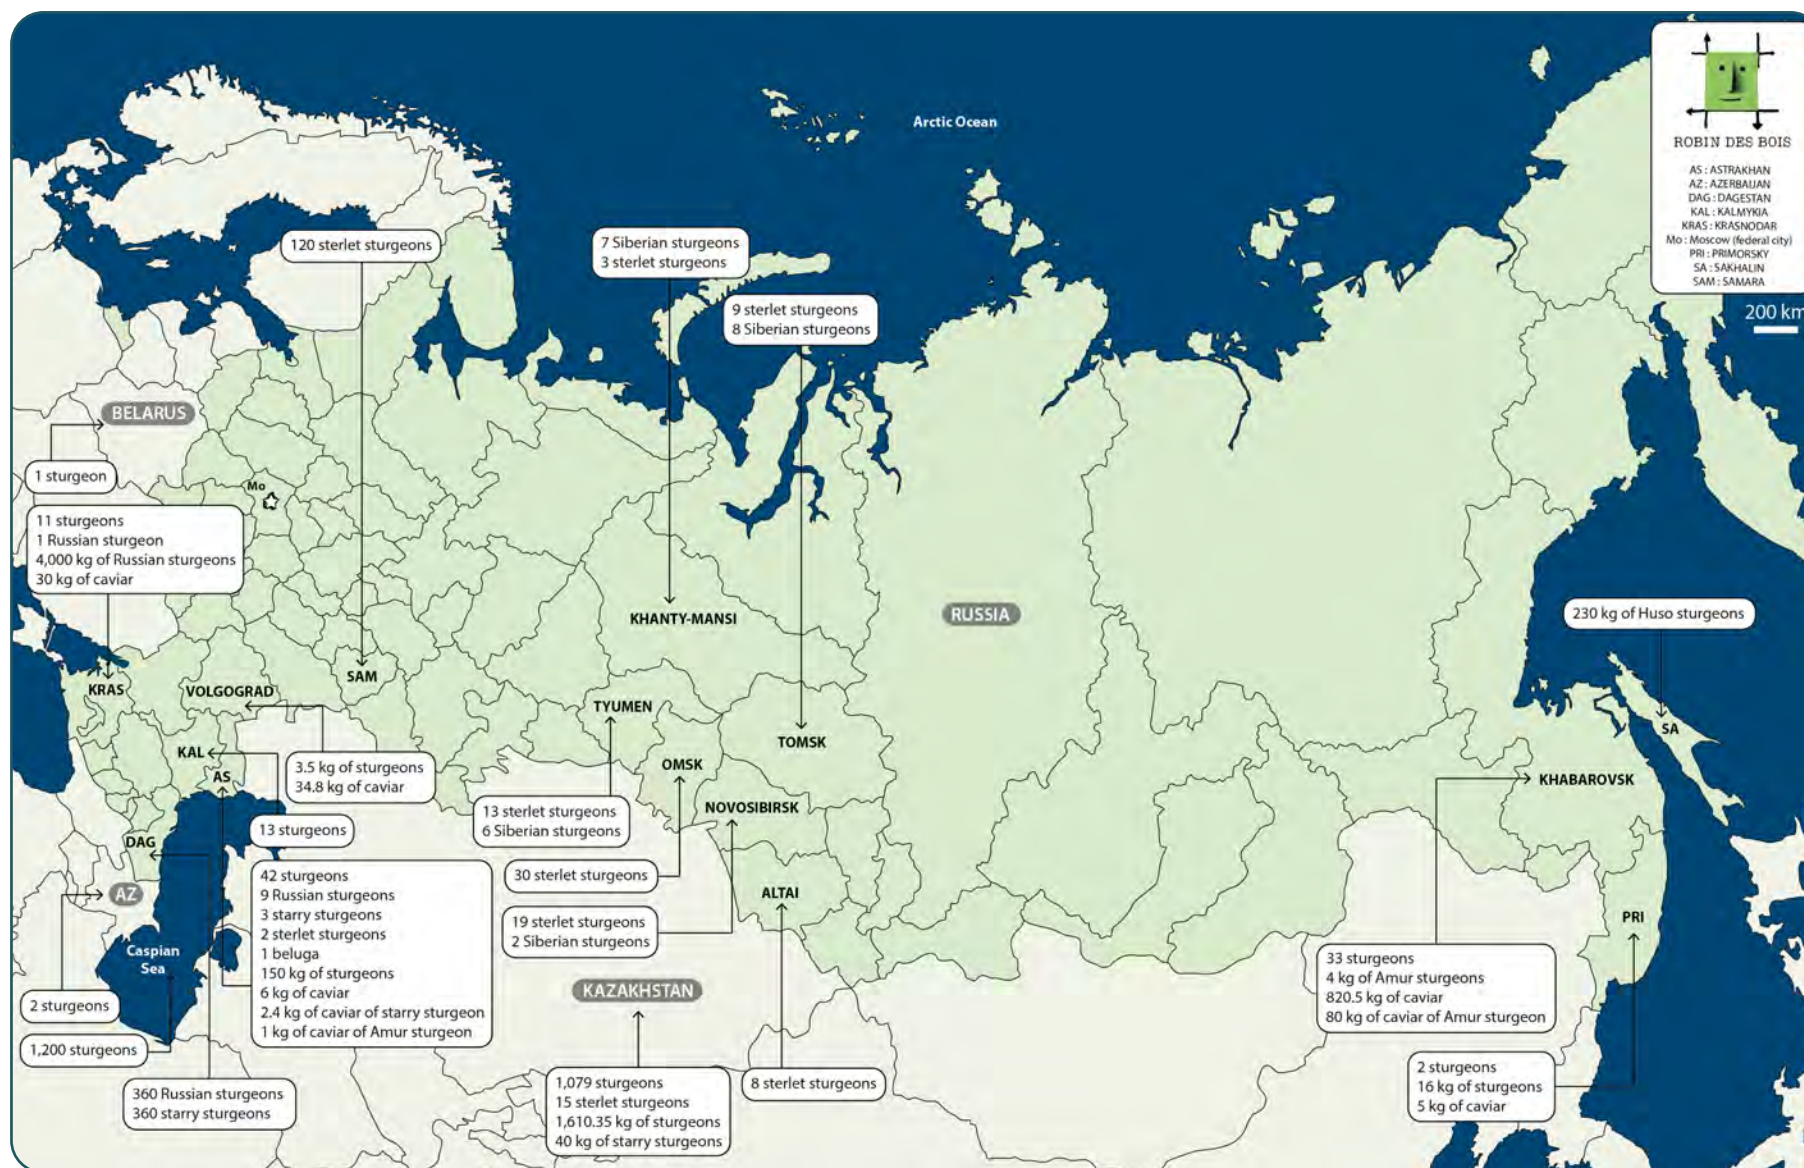 Arctic Ocean
ROBIN DES BOIS
AS : ASTRAKHAN
AZ : AZERBAIJAN
DAG : DAGESTAN
KAL : KALMYKIA
KRAS : KRASNODAR
Mo : Moscow (federal city)
PRI : PRIMORSKY
SA : SAKHALIN
SAM : SAMARA
200 km
120 sterlet sturgeons
7 Siberian sturgeons
3 sterlet sturgeons
9 sterlet sturgeons
8 Siberian sturgeons
BELARUS
1 sturgeon
Mo
11 sturgeons
1 Russian sturgeon
4,000 kg of Russian sturgeons
30 kg of caviar
KHANTY-MANSI
RUSSIA
230 kg of Huso sturgeons
KRAS
VOLGOGRAD
SAM
TYUMEN
TOMSK
SA
KAL
AS
3.5 kg of sturgeons
34.8 kg of caviar
OMSK
KHABAROVSK
NOVOSIBIRSK
13 sterlet sturgeons
6 Siberian sturgeons
13 sturgeons
DAG
AZ
42 sturgeons
9 Russian sturgeons
3 starry sturgeons
2 sterlet sturgeons
1 beluga
150 kg of sturgeons
6 kg of caviar
2.4 kg of caviar of starry sturgeon
1 kg of caviar of Amur sturgeon
30 sterlet sturgeons
ALTAI
19 sterlet sturgeons
2 Siberian sturgeons
PRI
Caspian
Sea
33 sturgeons
4 kg of Amur sturgeons
820.5 kg of caviar
80 kg of caviar of Amur sturgeon
KAZAKHSTAN
2 sturgeons
1,200 sturgeons
360 Russian sturgeons
360 starry sturgeons
1,079 sturgeons
15 sterlet sturgeons
1,610.35 kg of sturgeons
40 kg of starry sturgeons
8 sterlet sturgeons
2 sturgeons
16 kg of sturgeons
5 kg of caviar